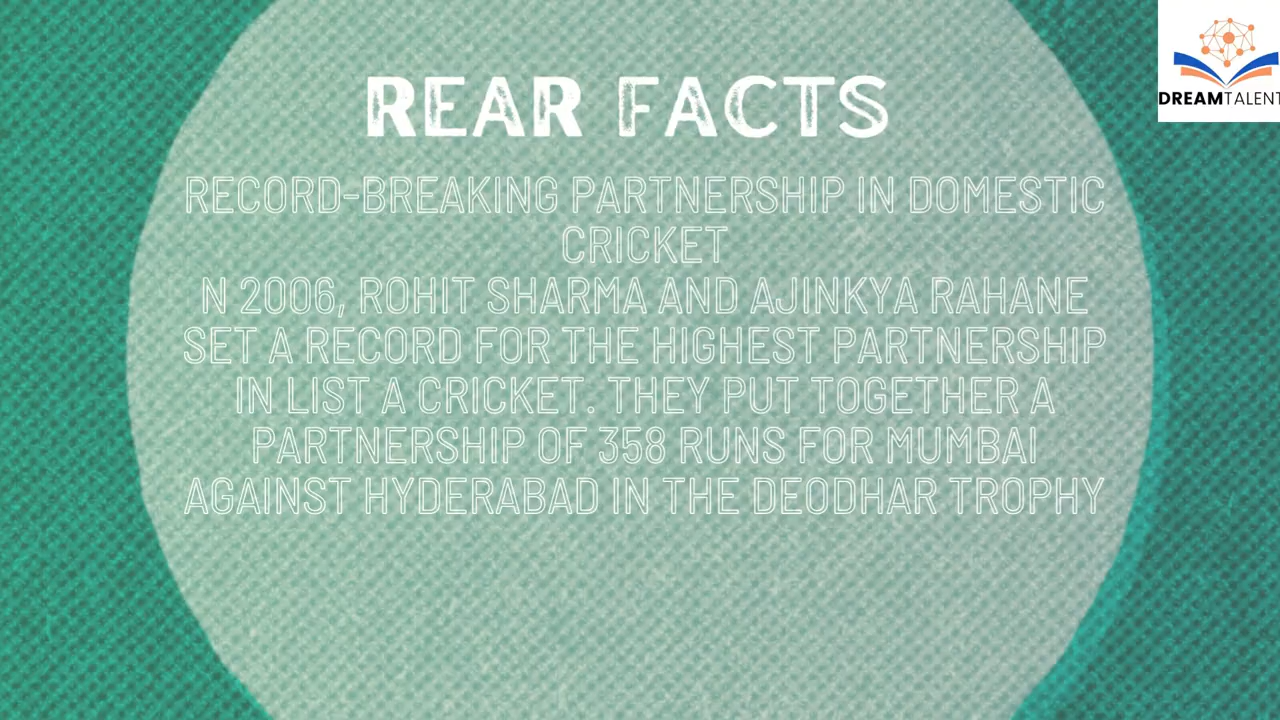 REAR FACTS
RECORD-BREAKING PARTNERSHIP IN DOMESTIC
CRICKET
N 2006, ROHIT SHARMA AND AJINKYA RAHANE
SET A RECORD FOR THE HIGHEST PARTNERSHIP
IN LIST A CRICKET. THEY PUT TOGETHER A
PARTNERSHIP OF 358 RUNS FOR MUMBAI
AGAINST HYDERABAD IN THE DEODHAR TROPHY
DREAMTALENT